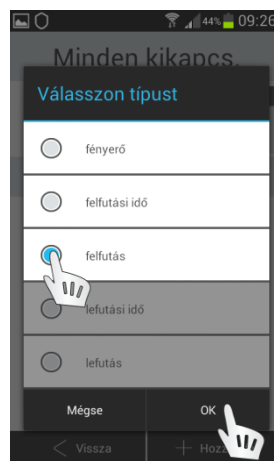 44% 09:26
Minden kikapcs.
Válasszon típust
fényerő
felfutási idő
felfutás
lefutási idő
lefutás
Mégse OK
< Vissza + Hozz